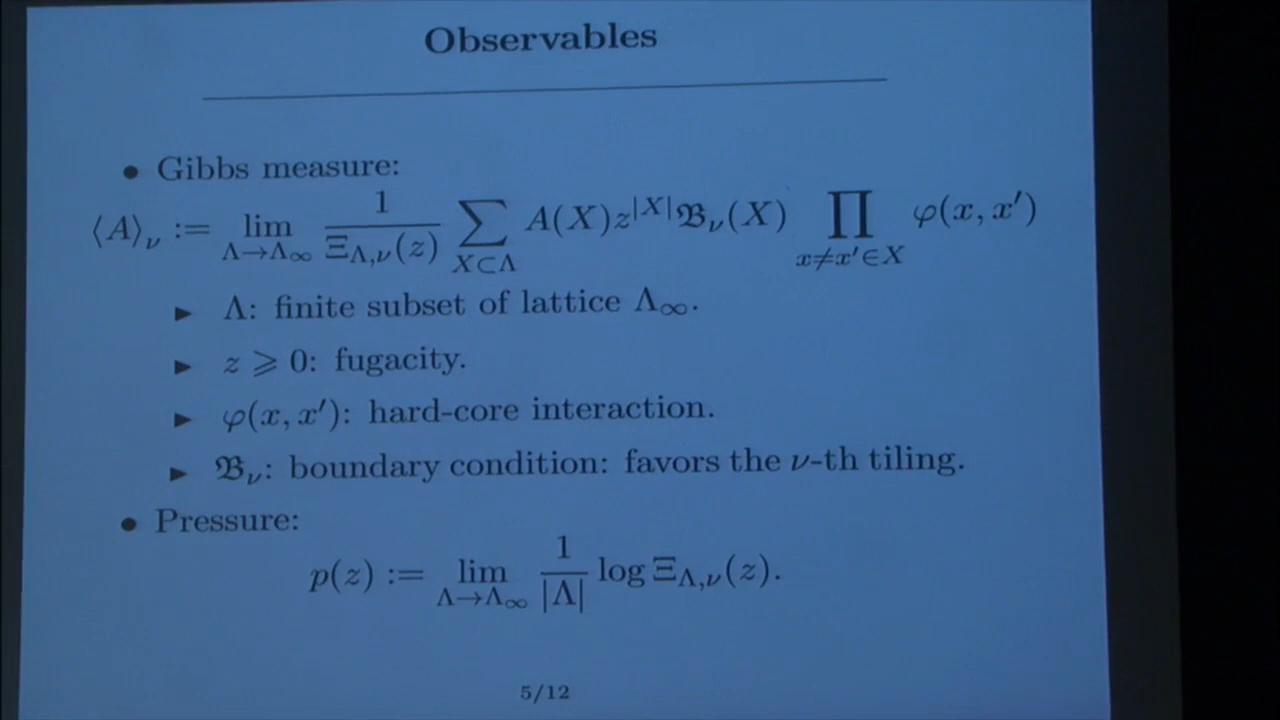 Observables
• Gibbs measure:
⟨A⟩_ν := lim_{Λ→Λ_∞} 1/Ξ_{Λ,ν}(z) ∑_{X⊂Λ} A(X)z^{|X|}𝔅_ν(X) ∏_{x≠x′∈X} φ(x, x′)
► Λ: finite subset of lattice Λ_∞.
► z ⩾ 0: fugacity.
► φ(x, x′): hard-core interaction.
► 𝔅_ν: boundary condition: favors the ν-th tiling.
• Pressure:
p(z) := lim_{Λ→Λ_∞} 1/|Λ| log Ξ_{Λ,ν}(z).
5/12